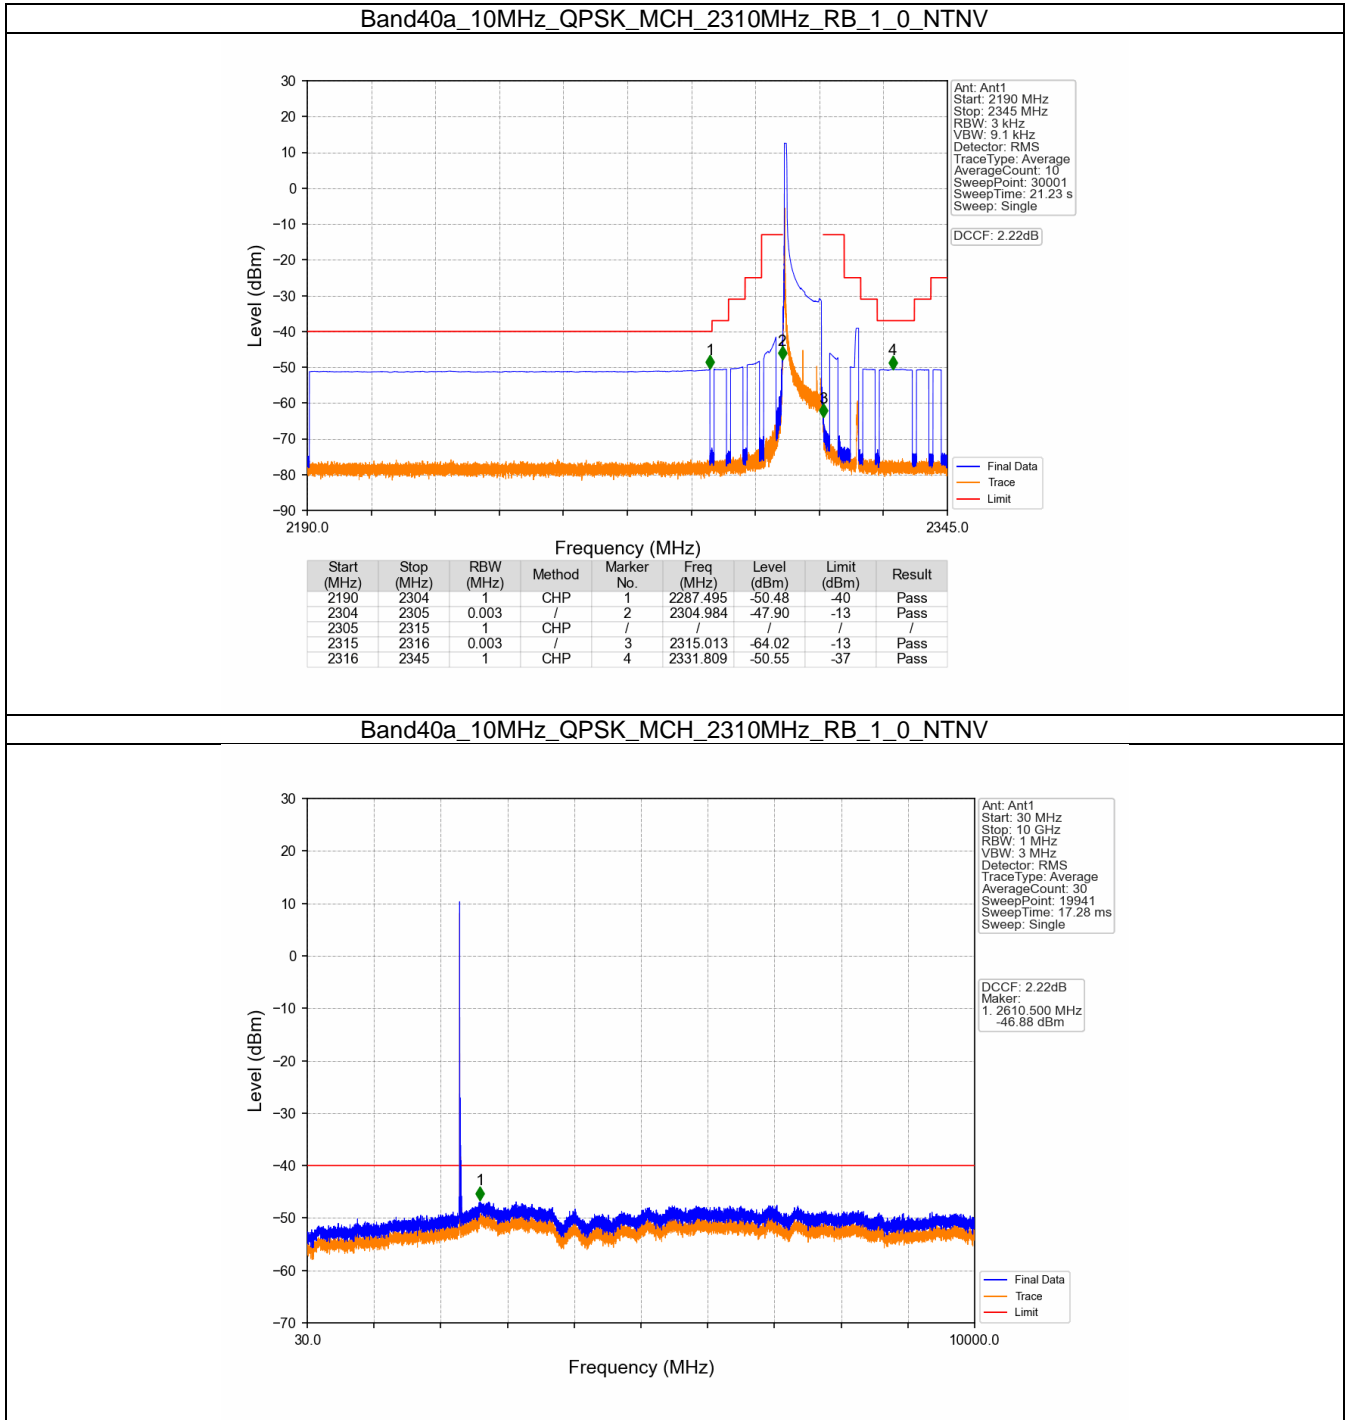 Band40a_10MHz_QPSK_MCH_2310MHz_RB_1_0_NTNV
30
20
10
0
−10
−20
−30
−40
−50
−60
−70
−80
−90
Level (dBm)
2190.0
2345.0
Frequency (MHz)
1
2
3
4
Ant: Ant1
Start: 2190 MHz
Stop: 2345 MHz
RBW: 3 kHz
VBW: 9.1 kHz
Detector: RMS
TraceType: Average
AverageCount: 10
SweepPoint: 30001
SweepTime: 21.23 s
Sweep: Single
DCCF: 2.22dB
Final Data
Trace
Limit
Start (MHz) Stop (MHz) RBW (MHz) Method Marker No. Freq (MHz) Level (dBm) Limit (dBm) Result
2190 2304 1 CHP 1 2287.495 -50.48 -40 Pass
2304 2305 0.003 / 2 2304.984 -47.90 -13 Pass
2305 2315 1 CHP / / / / /
2315 2316 0.003 / 3 2315.013 -64.02 -13 Pass
2316 2345 1 CHP 4 2331.809 -50.55 -37 Pass
Band40a_10MHz_QPSK_MCH_2310MHz_RB_1_0_NTNV
30
20
10
0
−10
−20
−30
−40
−50
−60
−70
Level (dBm)
30.0
10000.0
Frequency (MHz)
1
Ant: Ant1
Start: 30 MHz
Stop: 10 GHz
RBW: 1 MHz
VBW: 3 MHz
Detector: RMS
TraceType: Average
AverageCount: 30
SweepPoint: 19941
SweepTime: 17.28 ms
Sweep: Single
DCCF: 2.22dB
Maker:
1. 2610.500 MHz
-46.88 dBm
Final Data
Trace
Limit